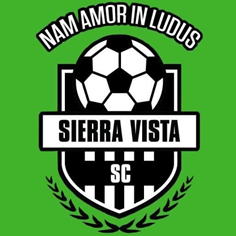 NAM AMOR IN LUDUS
SIERRA VISTA
SC